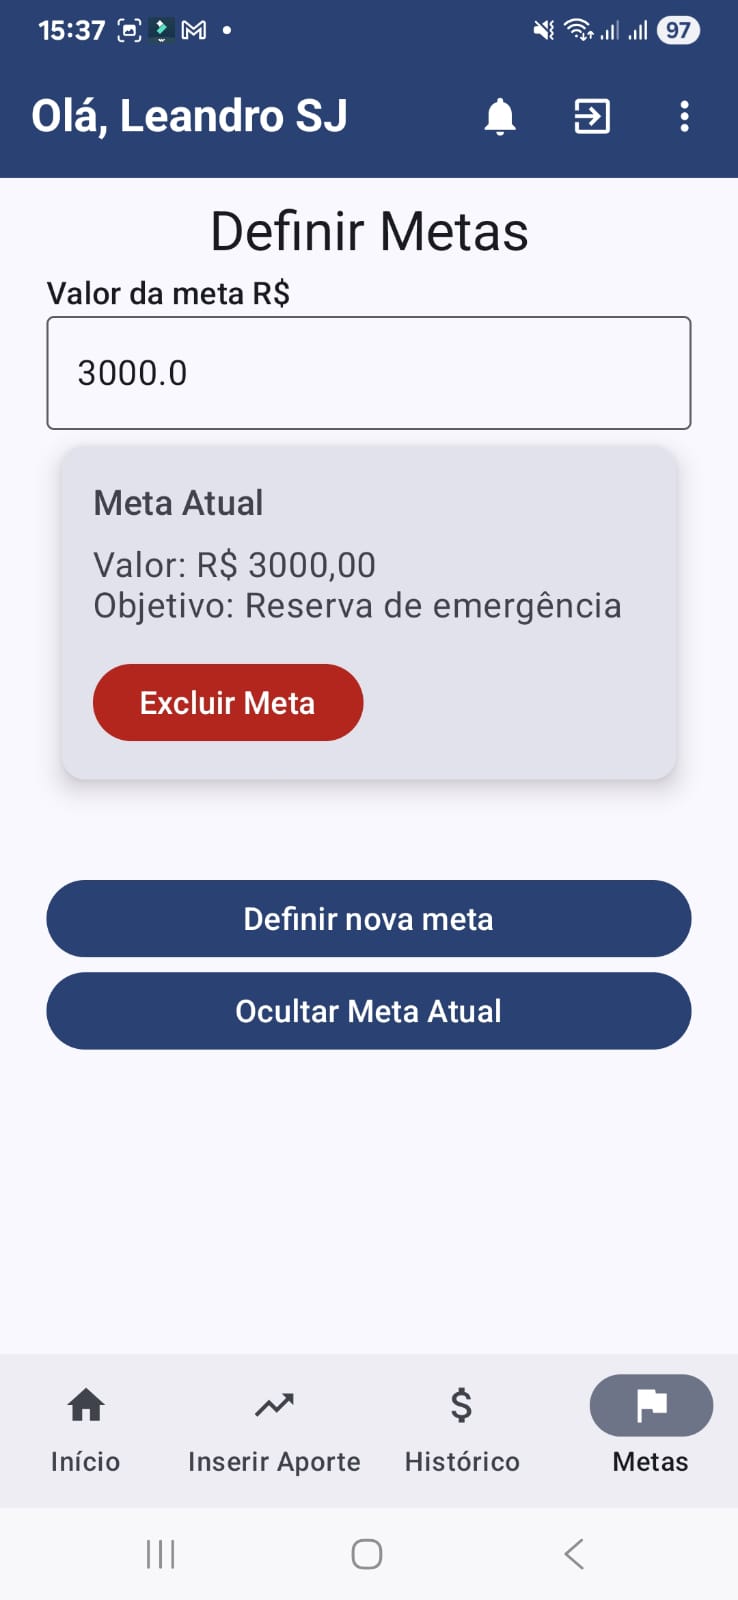 15:37
97
Olá, Leandro SJ
Definir Metas
Valor da meta R$
3000.0
Meta Atual
Valor: R$ 3000,00
Objetivo: Reserva de emergência
Excluir Meta
Definir nova meta
Ocultar Meta Atual
Início
Inserir Aporte
Histórico
Metas